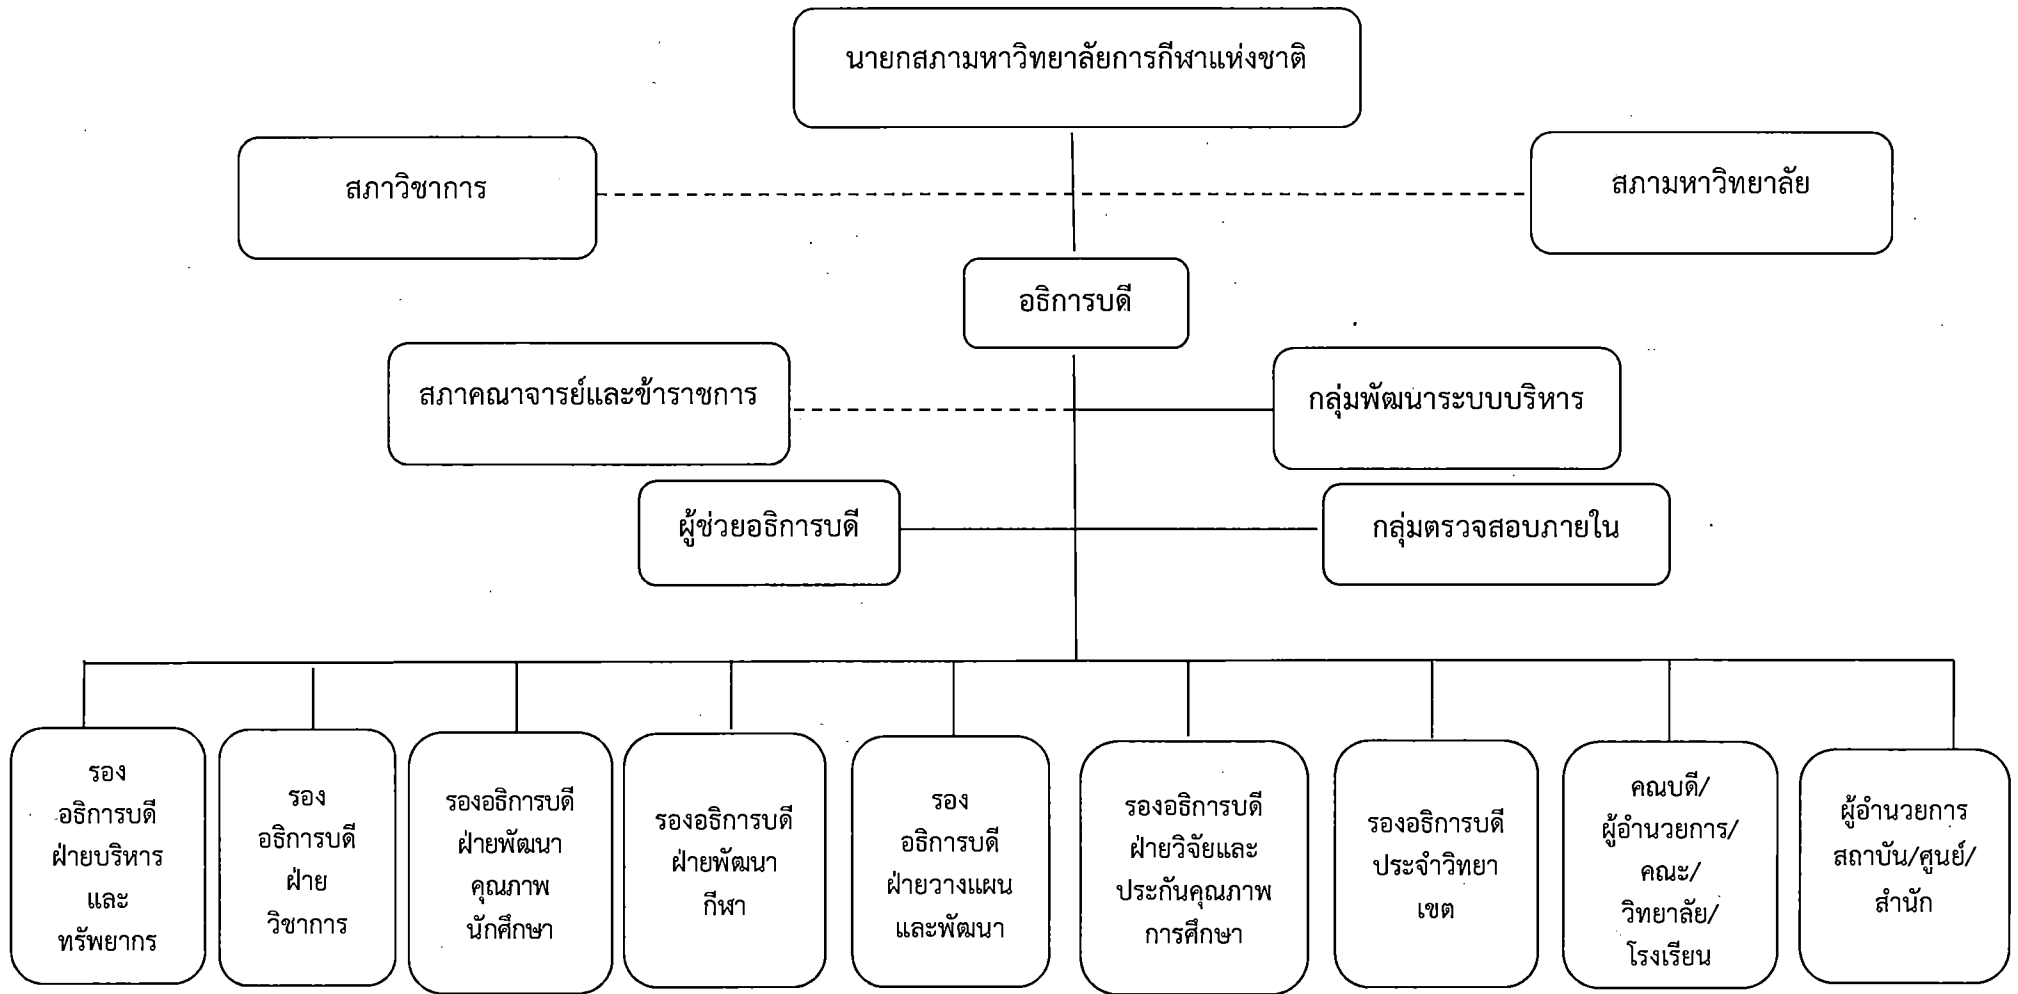 นายกสภามหาวิทยาลัยการกีฬาแห่งชาติ
สภาวิชาการ
สภามหาวิทยาลัย
อธิการบดี
สภาคณาจารย์และข้าราชการ
กลุ่มพัฒนาระบบบริหาร
ผู้ช่วยอธิการบดี
กลุ่มตรวจสอบภายใน
รอง
อธิการบดี
ฝ่ายบริหาร
และ
ทรัพยากร
รอง
อธิการบดี
ฝ่าย
วิชาการ
รองอธิการบดี
ฝ่ายพัฒนา
คุณภาพ
นักศึกษา
รองอธิการบดี
ฝ่ายพัฒนา
กีฬา
รอง
อธิการบดี
ฝ่ายวางแผน
และพัฒนา
รองอธิการบดี
ฝ่ายวิจัยและ
ประกันคุณภาพ
การศึกษา
รองอธิการบดี
ประจำวิทยา
เขต
คณบดี/
ผู้อำนวยการ/
คณะ/
วิทยาลัย/
โรงเรียน
ผู้อำนวยการ
สถาบัน/ศูนย์/
สำนัก